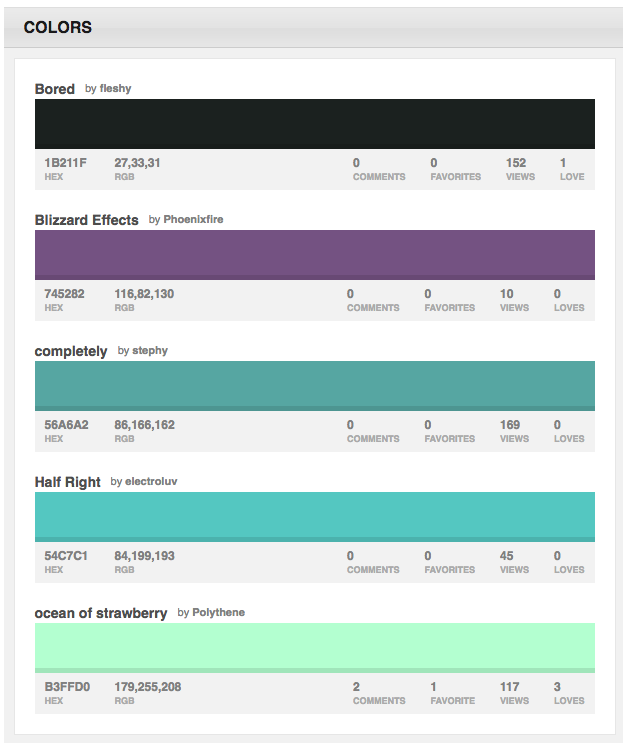 COLORS
Bored by fleshy
1B211F 27,33,31 0 0 152 1
HEX RGB COMMENTS FAVORITES VIEWS LOVE
Blizzard Effects by Phoenixfire
745282 116,82,130 0 0 10 0
HEX RGB COMMENTS FAVORITES VIEWS LOVES
completely by stephy
56A6A2 86,166,162 0 0 169 0
HEX RGB COMMENTS FAVORITES VIEWS LOVES
Half Right by electroluv
54C7C1 84,199,193 0 0 45 0
HEX RGB COMMENTS FAVORITES VIEWS LOVES
ocean of strawberry by Polythene
B3FFD0 179,255,208 2 1 117 3
HEX RGB COMMENTS FAVORITE VIEWS LOVES